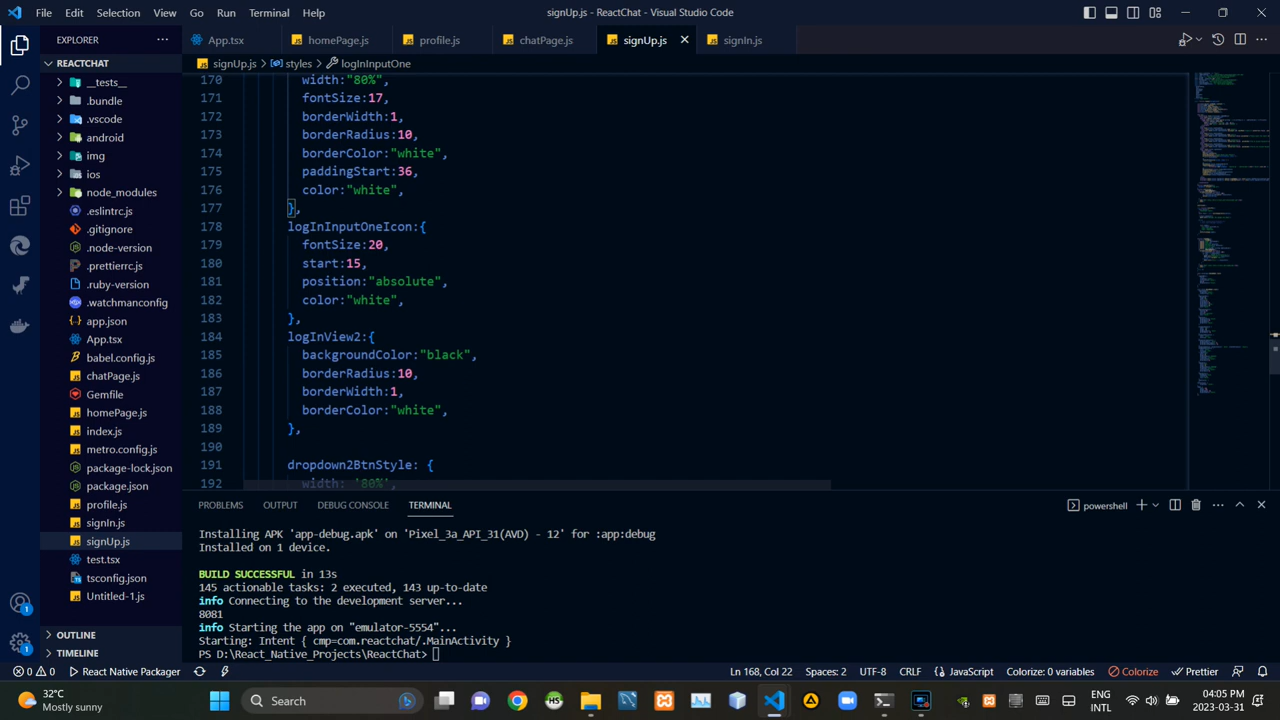 File Edit Selection View Go Run Terminal Help
signUp.js - ReactChat - Visual Studio Code
EXPLORER
App.tsx
homePage.js
profile.js
chatPage.js
signUp.js
signIn.js
REACTCHAT
signUp.js > styles > logInInputOne
__tests__
.bundle
.vscode
android
img
ios
node_modules
.eslintrc.js
.gitignore
.node-version
.prettierrc.js
.ruby-version
.watchmanconfig
app.json
App.tsx
babel.config.js
chatPage.js
Gemfile
homePage.js
index.js
metro.config.js
package-lock.json
package.json
profile.js
signIn.js
signUp.js
test.tsx
tsconfig.json
Untitled-1.js
OUTLINE
TIMELINE
170 width:"80%",
171 fontSize:17,
172 borderWidth:1,
173 borderRadius:10,
174 borderColor:"white",
175 paddingStart:36,
176 color:"white",
177 },
178 logInInputOneIcon:{
179 fontSize:20,
180 start:15,
181 position:"absolute",
182 color:"white",
183 },
184 logInView2:{
185 backgroundColor:"black",
186 borderRadius:10,
187 borderWidth:1,
188 borderColor:"white",
189 },
190
191 dropdown2BtnStyle: {
192 width: '80%',
PROBLEMS OUTPUT DEBUG CONSOLE TERMINAL
powershell
Installing APK 'app-debug.apk' on 'Pixel_3a_API_31(AVD) - 12' for :app:debug
Installed on 1 device.
BUILD SUCCESSFUL in 13s
145 actionable tasks: 2 executed, 143 up-to-date
info Connecting to the development server...
8081
info Starting the app on "emulator-5554"...
Starting: Intent { cmp=com.reactchat/.MainActivity }
PS D:\React_Native_Projects\ReactChat>
1
1
0 0 React Native Packager
Ln 168, Col 22 Spaces: 2 UTF-8 CRLF JavaScript Colorize: 0 variables Colorize Prettier
32°C
Mostly sunny
Search
ENG
INTL
04:05 PM
2023-03-31